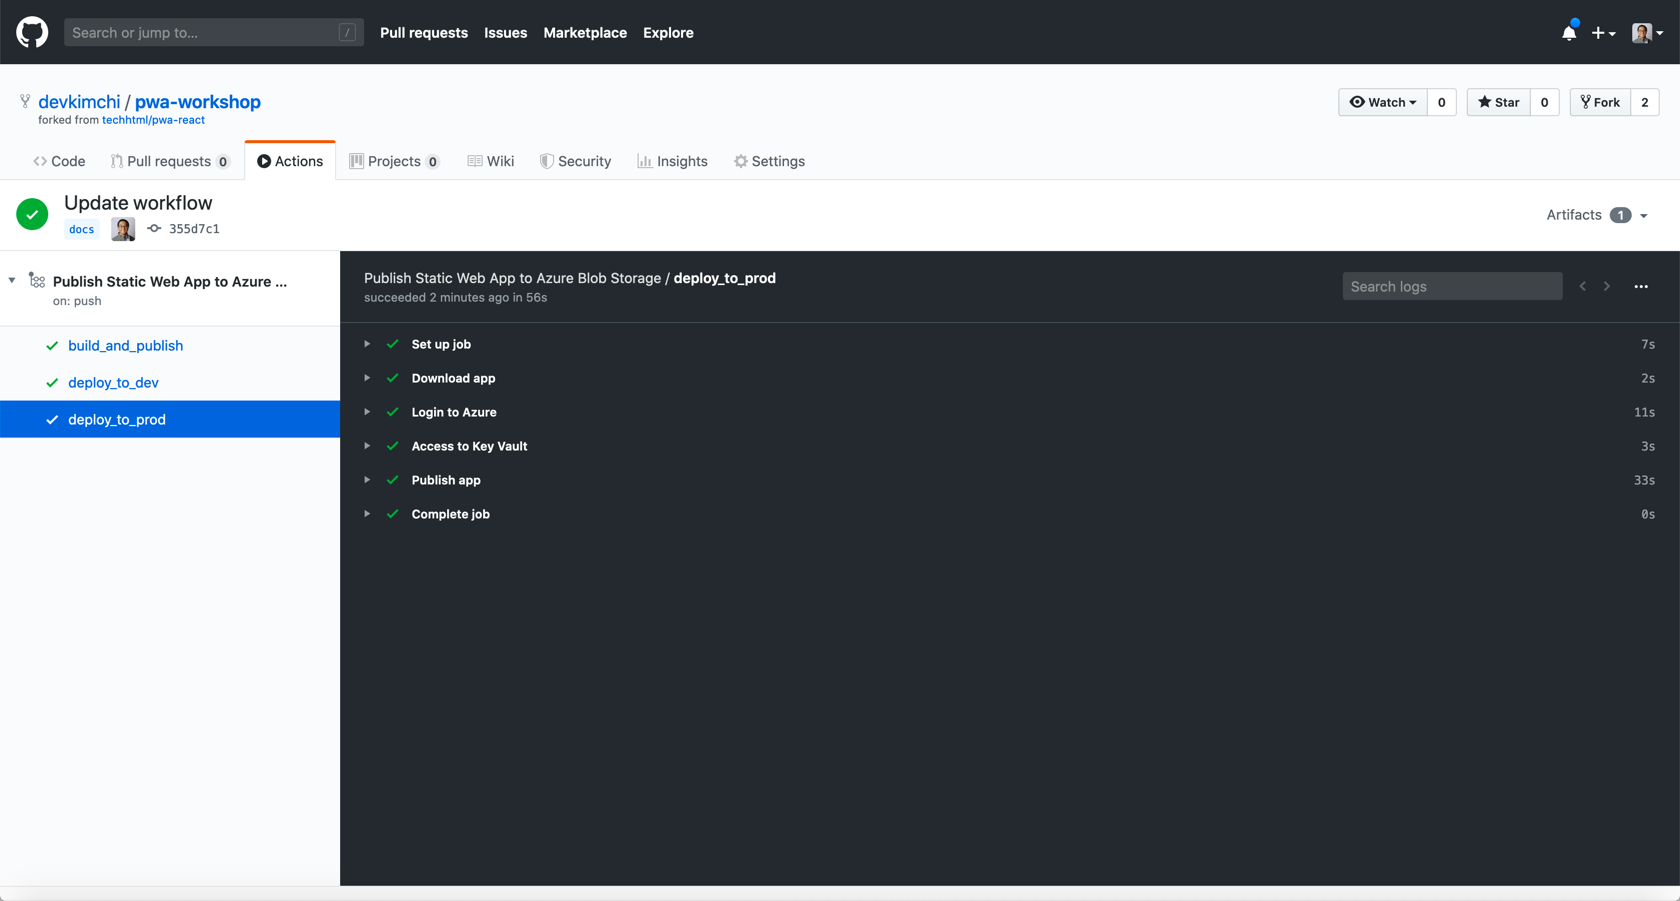 Search or jump to... /
Pull requests Issues Marketplace Explore
devkimchi / pwa-workshop
forked from techhtml/pwa-react
Watch 0 Star 0 Fork 2
Code Pull requests 0 Actions Projects 0 Wiki Security Insights Settings
Update workflow
docs 355d7c1
Artifacts 1
Publish Static Web App to Azure ...
on: push
build_and_publish
deploy_to_dev
deploy_to_prod
Publish Static Web App to Azure Blob Storage / deploy_to_prod
succeeded 2 minutes ago in 56s
Search logs
Set up job 7s
Download app 2s
Login to Azure 11s
Access to Key Vault 3s
Publish app 33s
Complete job 0s